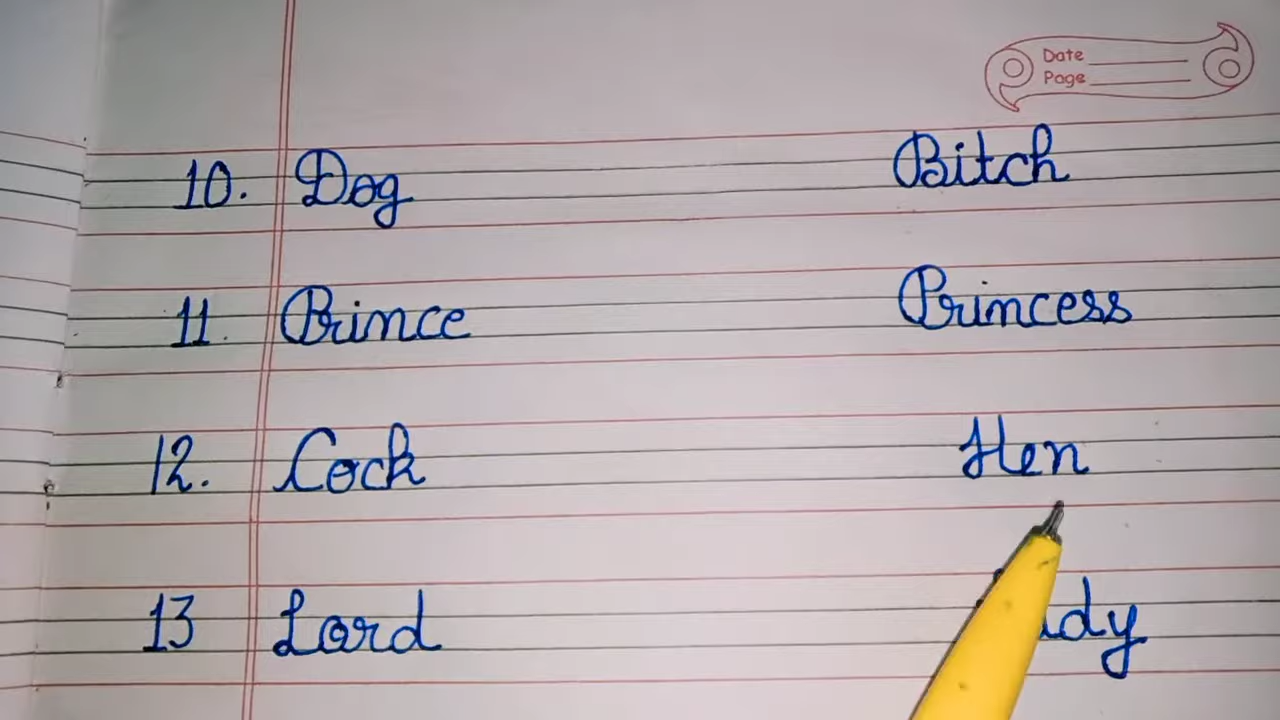 Date
Page
10. Dog Bitch
11. Prince Princess
12. Cock Hen
13 Lord